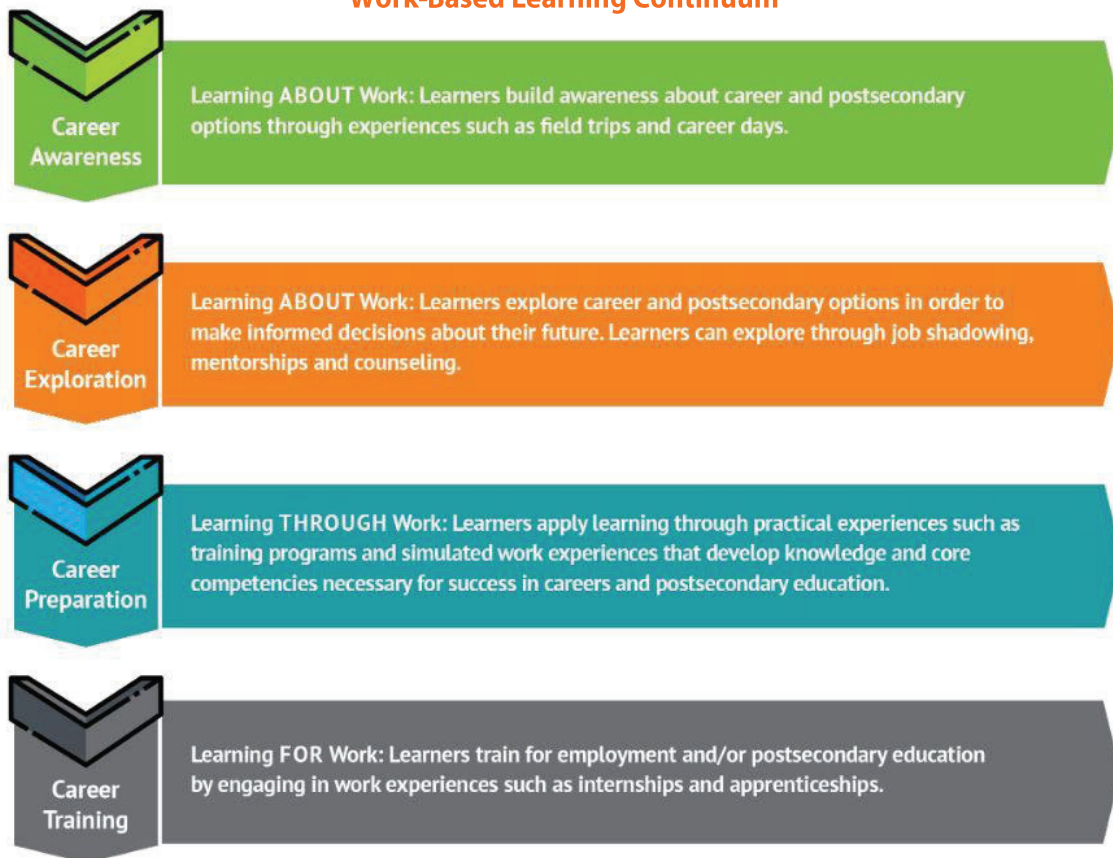 Work-Based Learning Continuum
Career
Awareness
Learning ABOUT Work: Learners build awareness about career and postsecondary
options through experiences such as field trips and career days.
Career
Exploration
Learning ABOUT Work: Learners explore career and postsecondary options in order to
make informed decisions about their future. Learners can explore through job shadowing,
mentorships and counseling.
Career
Preparation
Learning THROUGH Work: Learners apply learning through practical experiences such as
training programs and simulated work experiences that develop knowledge and core
competencies necessary for success in careers and postsecondary education.
Career
Training
Learning FOR Work: Learners train for employment and/or postsecondary education
by engaging in work experiences such as internships and apprenticeships.